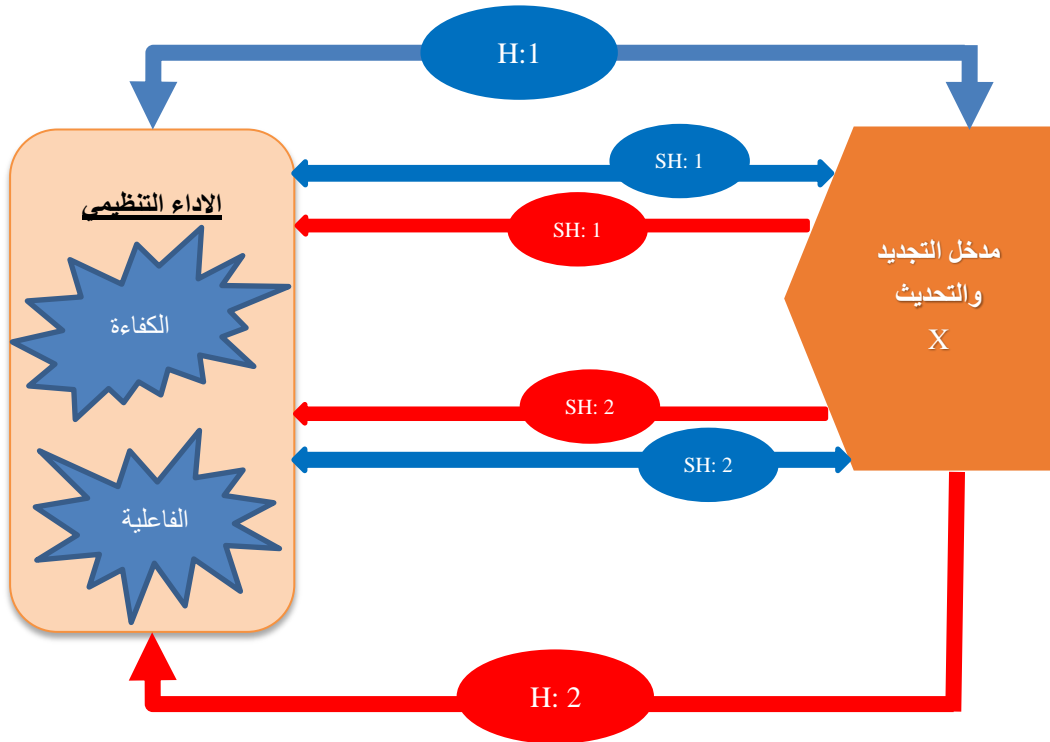 H:1
SH: 1
الاداء التنظيمي
SH: 1
مدخل التجديد
والتحديث
X
الكفاءة
SH: 2
SH: 2
الفاعلية
H: 2